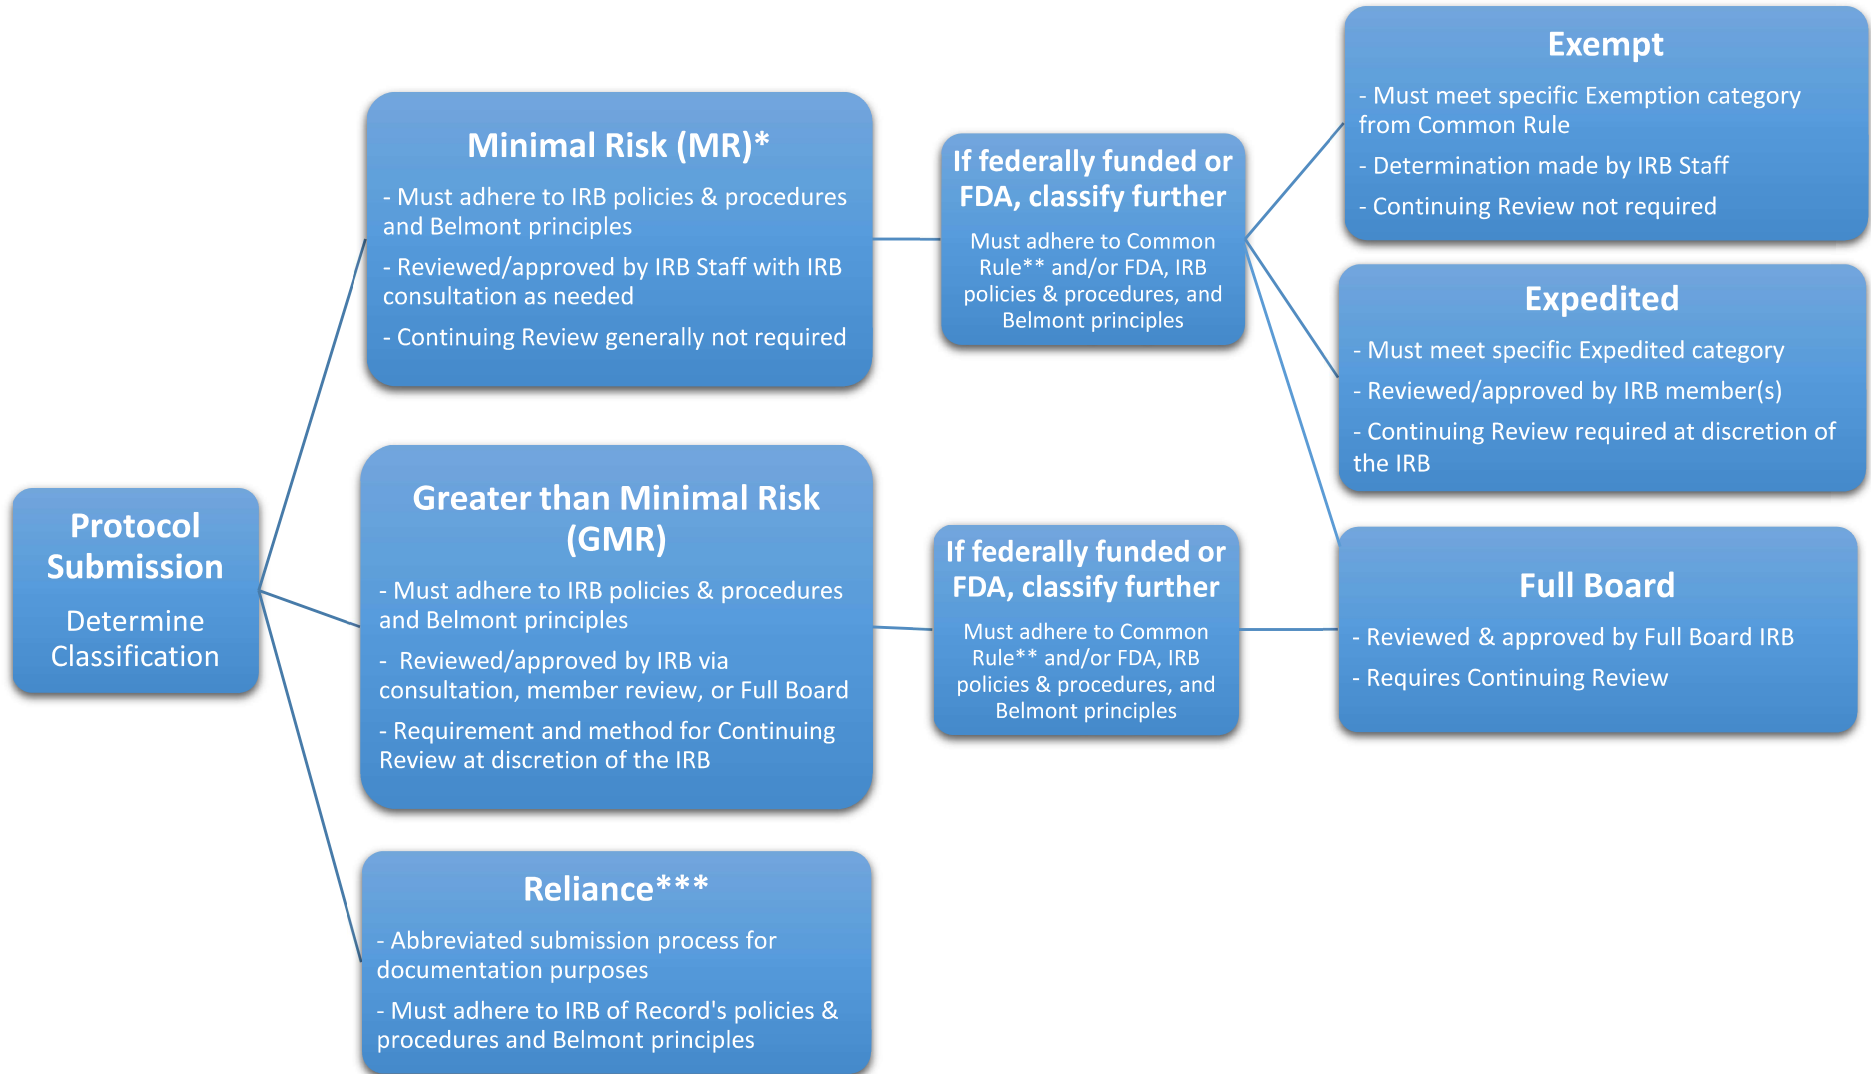 Protocol
Submission
Determine
Classification
Minimal Risk (MR)*
- Must adhere to IRB policies & procedures
and Belmont principles
- Reviewed/approved by IRB Staff with IRB
consultation as needed
- Continuing Review generally not required
Greater than Minimal Risk
(GMR)
- Must adhere to IRB policies & procedures
and Belmont principles
- Reviewed/approved by IRB via
consultation, member review, or Full Board
- Requirement and method for Continuing
Review at discretion of the IRB
Reliance***
- Abbreviated submission process for
documentation purposes
- Must adhere to IRB of Record's policies &
procedures and Belmont principles
If federally funded or
FDA, classify further
Must adhere to Common
Rule** and/or FDA, IRB
policies & procedures, and
Belmont principles
If federally funded or
FDA, classify further
Must adhere to Common
Rule** and/or FDA, IRB
policies & procedures, and
Belmont principles
Exempt
- Must meet specific Exemption category
from Common Rule
- Determination made by IRB Staff
- Continuing Review not required
Expedited
- Must meet specific Expedited category
- Reviewed/approved by IRB member(s)
- Continuing Review required at discretion of
the IRB
Full Board
- Reviewed & approved by Full Board IRB
- Requires Continuing Review